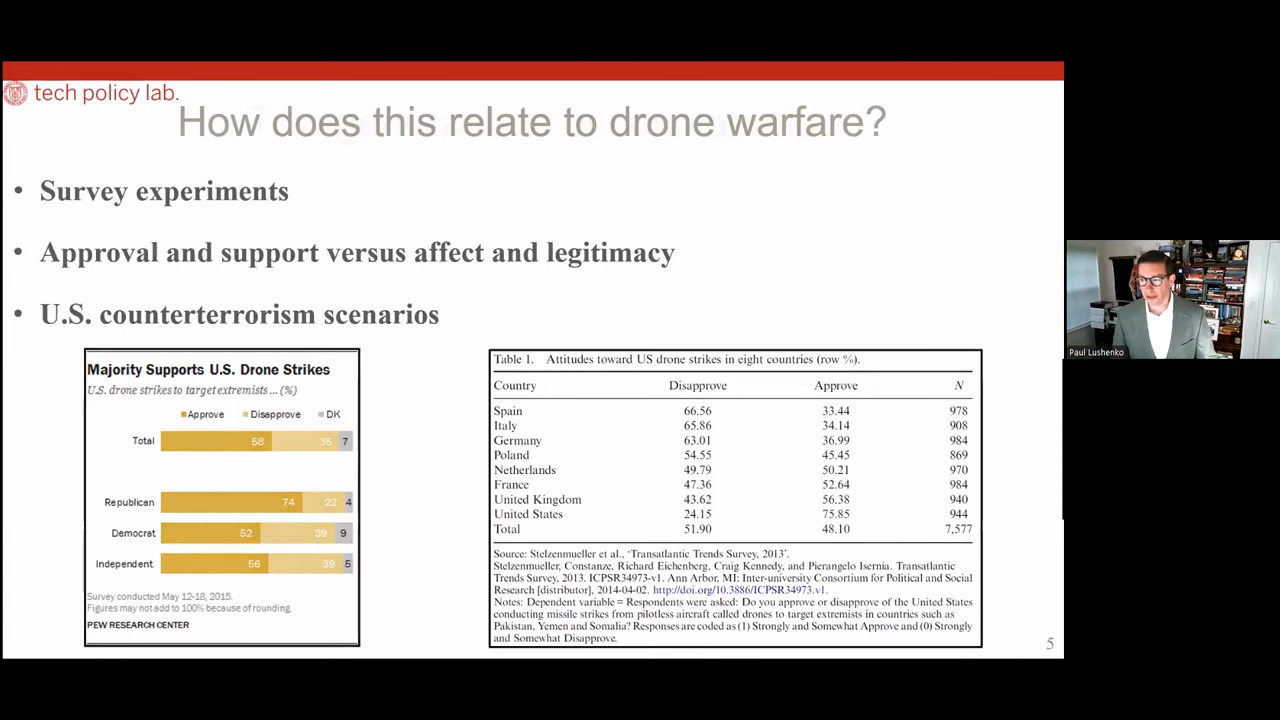 tech policy lab.
How does this relate to drone warfare?
• Survey experiments
• Approval and support versus affect and legitimacy
• U.S. counterterrorism scenarios
Majority Supports U.S. Drone Strikes
U.S. drone strikes to target extremists ... (%)
Approve Disapprove DK
Total 58 35 7
Republican 74 22 4
Democrat 52 39 9
Independent 56 39 5
Survey conducted May 12-18, 2015.
Figures may not add to 100% because of rounding.
PEW RESEARCH CENTER
Table 1. Attitudes toward US drone strikes in eight countries (row %).
Country Disapprove Approve N
Spain 66.56 33.44 978
Italy 65.86 34.14 908
Germany 63.01 36.99 984
Poland 54.55 45.45 869
Netherlands 49.79 50.21 970
France 47.36 52.64 984
United Kingdom 43.62 56.38 940
United States 24.15 75.85 944
Total 51.90 48.10 7,577
Source: Stelzenmueller et al., ‘Transatlantic Trends Survey, 2013’.
Stelzenmueller, Constanze, Richard Eichenberg, Craig Kennedy, and Pierangelo Isernia. Transatlantic
Trends Survey, 2013. ICPSR34973-v1. Ann Arbor, MI: Inter-university Consortium for Political and Social
Research [distributor], 2014-04-02. http://doi.org/10.3886/ICPSR34973.v1.
Notes: Dependent variable = Respondents were asked: Do you approve or disapprove of the United States
conducting missile strikes from pilotless aircraft called drones to target extremists in countries such as
Pakistan, Yemen and Somalia? Responses are coded as (1) Strongly and Somewhat Approve and (0) Strongly
and Somewhat Disapprove.
5
Paul Lushenko